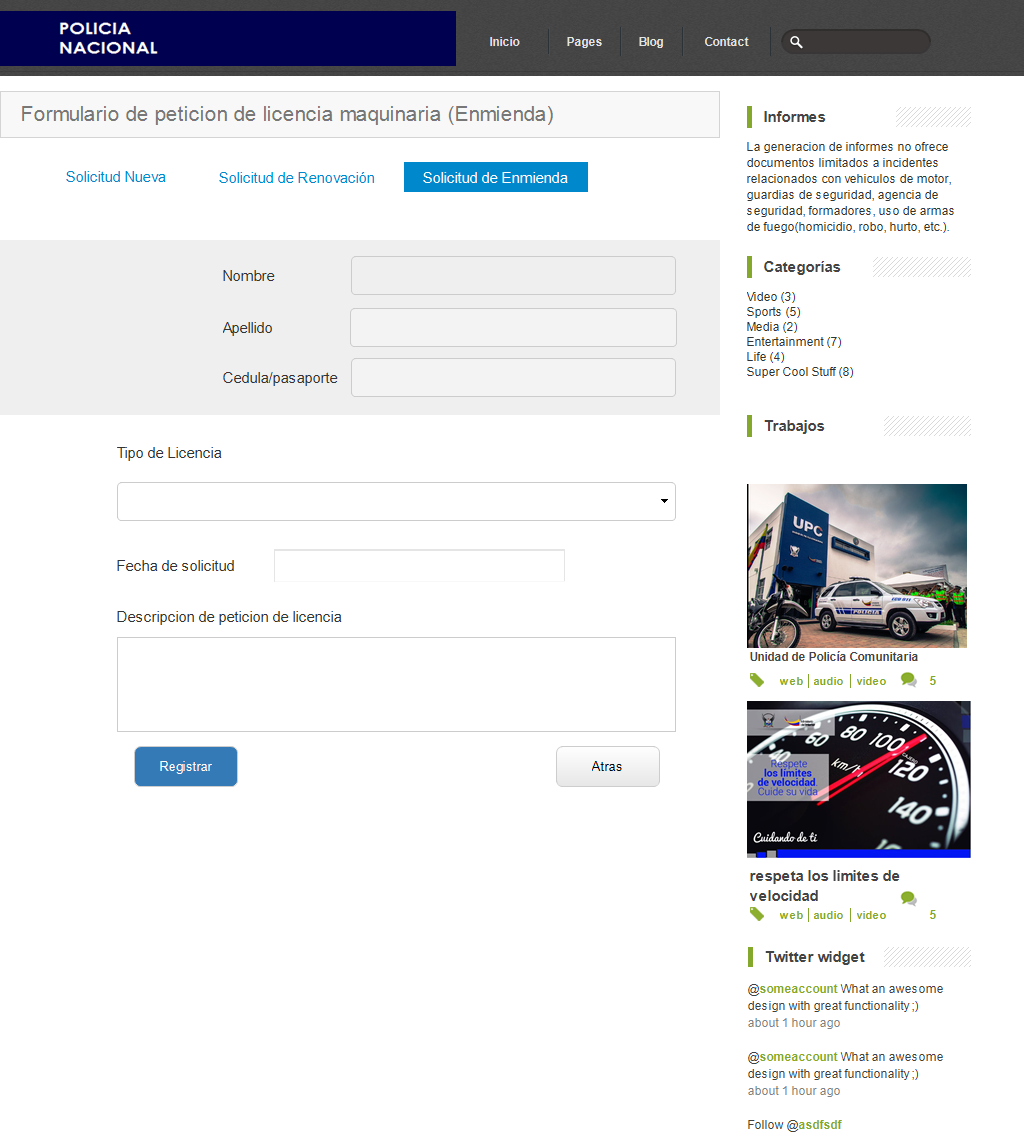 POLICIA
NACIONAL
Inicio
Pages
Blog
Contact
Formulario de peticion de licencia maquinaria (Enmienda)
Solicitud Nueva
Solicitud de Renovación
Solicitud de Enmienda
Nombre
Apellido
Cedula/pasaporte
Tipo de Licencia
Fecha de solicitud
Descripcion de peticion de licencia
Registrar
Atras
Informes
La generacion de informes no ofrece
documentos limitados a incidentes
relacionados con vehiculos de motor,
guardias de seguridad, agencia de
seguridad, formadores, uso de armas
de fuego(homicidio, robo, hurto, etc.).
Categorías
Video (3)
Sports (5)
Media (2)
Entertainment (7)
Life (4)
Super Cool Stuff (8)
Trabajos
UPC
POLICIA
Unidad de Policía Comunitaria
web | audio | video 5
60 80 100 120 140 160
km/h
Respete
los límites
de velocidad.
Cuide su vida
Cuidando de ti
respeta los limites de
velocidad
web | audio | video 5
Twitter widget
@someaccount What an awesome
design with great functionality ;)
about 1 hour ago
@someaccount What an awesome
design with great functionality ;)
about 1 hour ago
Follow @asdfsdf